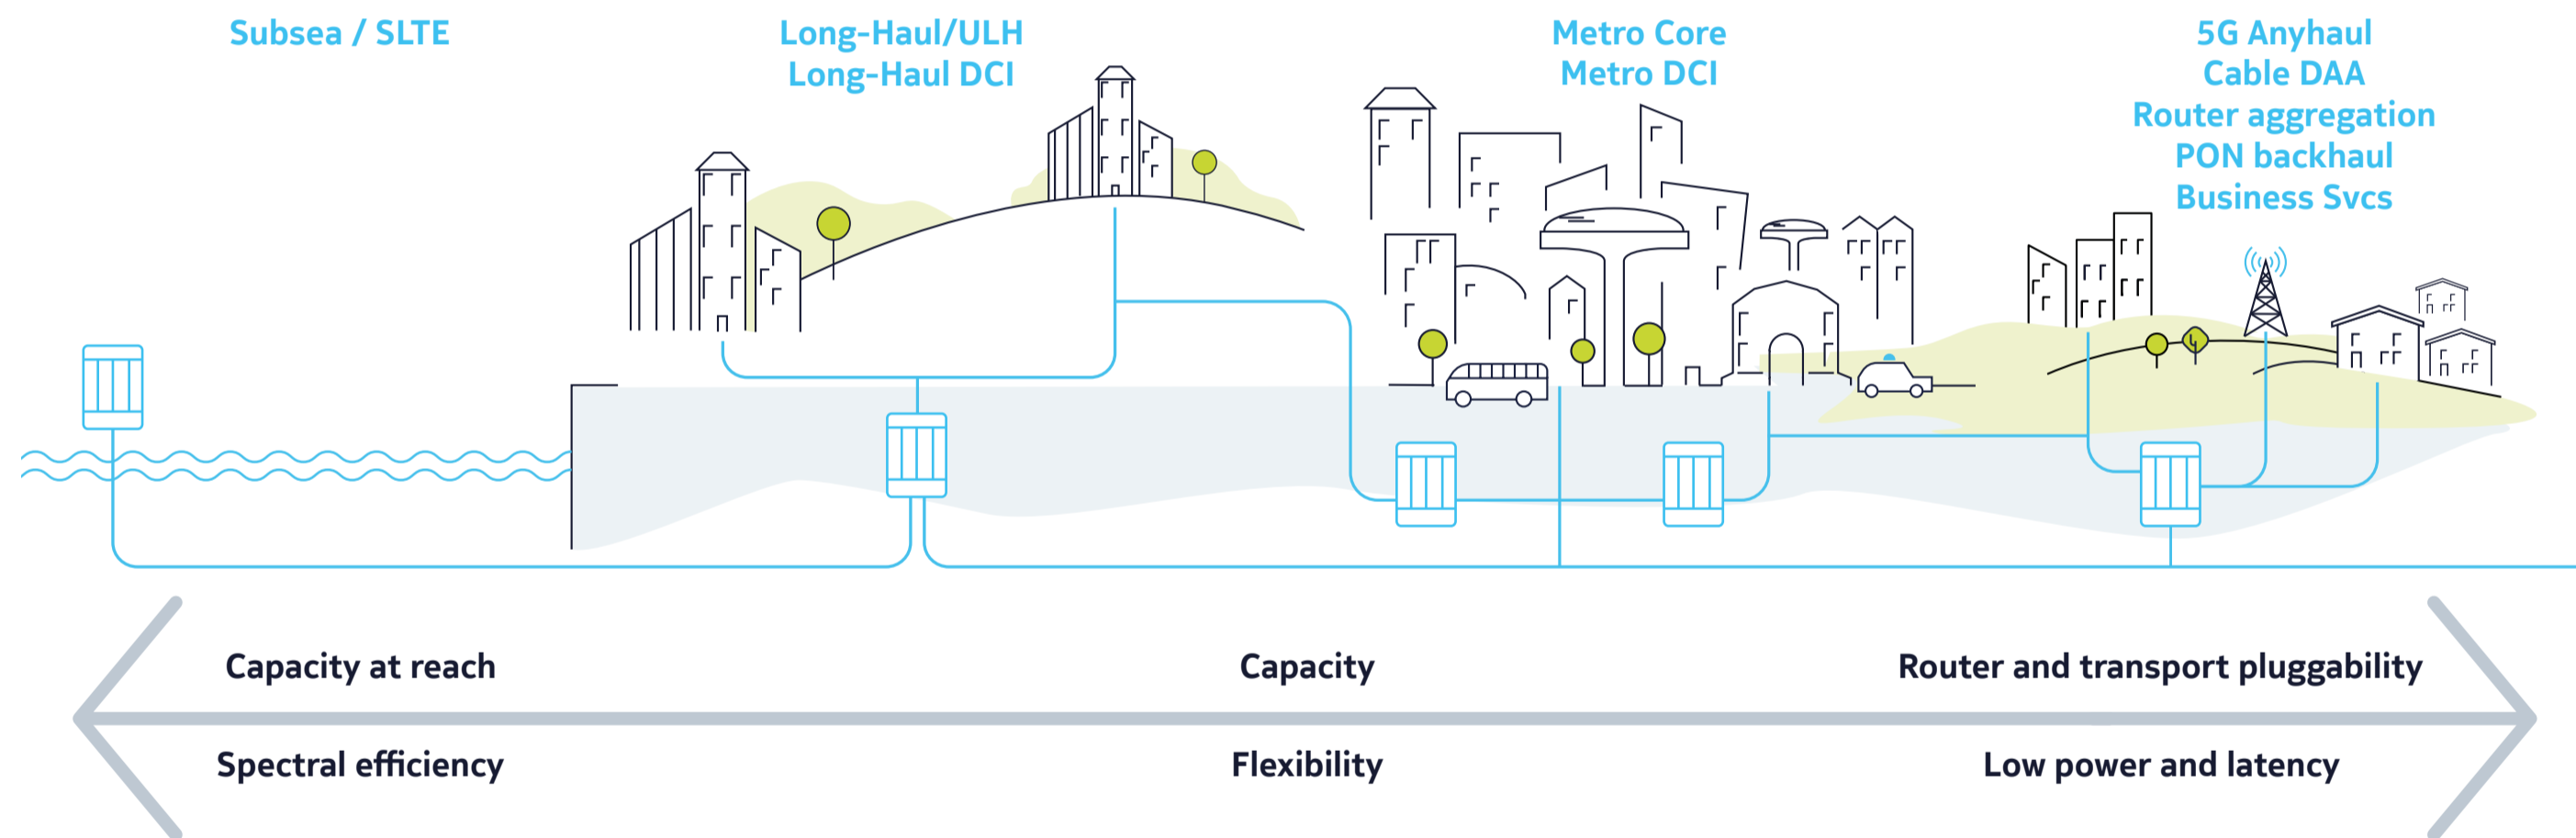 Subsea / SLTE
Long-Haul/ULH
Long-Haul DCI
Metro Core
Metro DCI
5G Anyhaul
Cable DAA
Router aggregation
PON backhaul
Business Svcs
Capacity at reach
Capacity
Router and transport pluggability
Spectral efficiency
Flexibility
Low power and latency